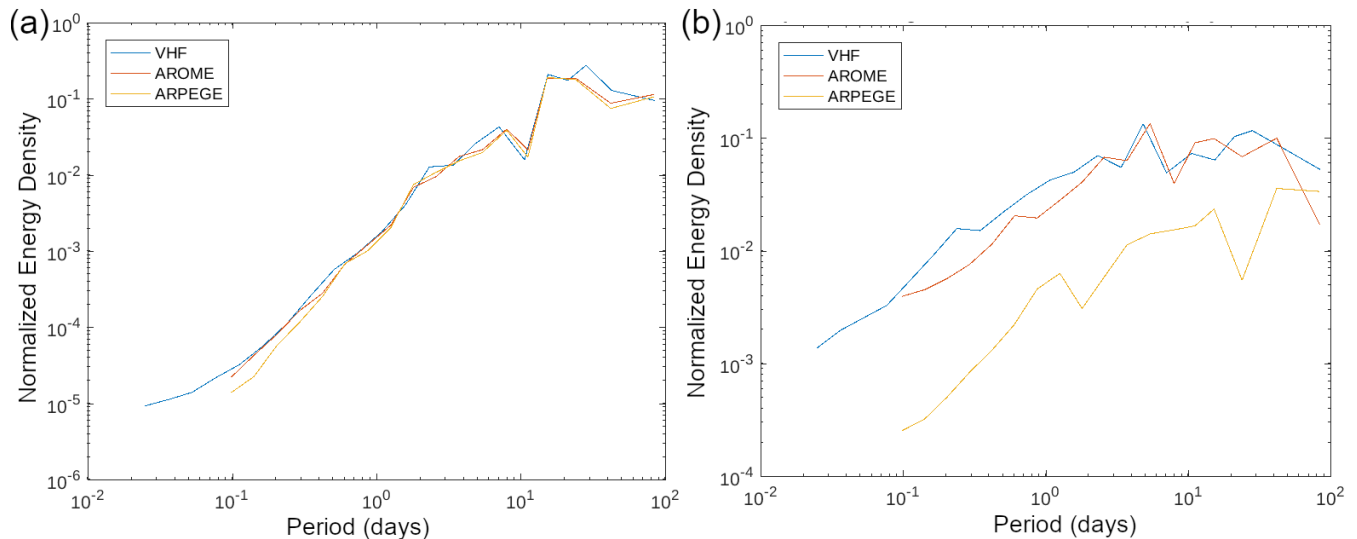 (a)
10^0
10^-1
10^-2
10^-3
10^-4
10^-5
10^-6
Normalized Energy Density
VHF
AROME
ARPEGE
10^-2
10^-1
10^0
10^1
10^2
Period (days)
(b)
10^0
10^-1
10^-2
10^-3
10^-4
Normalized Energy Density
VHF
AROME
ARPEGE
10^-2
10^-1
10^0
10^1
10^2
Period (days)